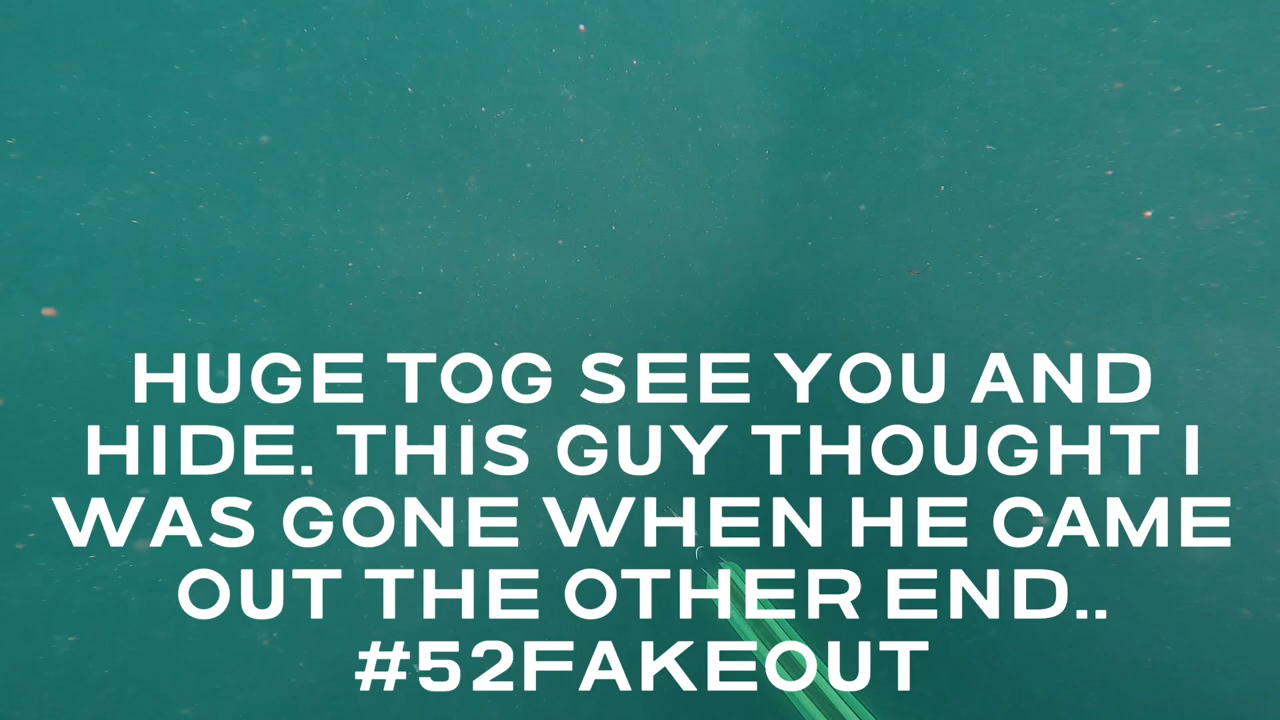 HUGE TOG SEE YOU AND
HIDE. THIS GUY THOUGHT I
WAS GONE WHEN HE CAME
OUT THE OTHER END..
#52FAKEOUT